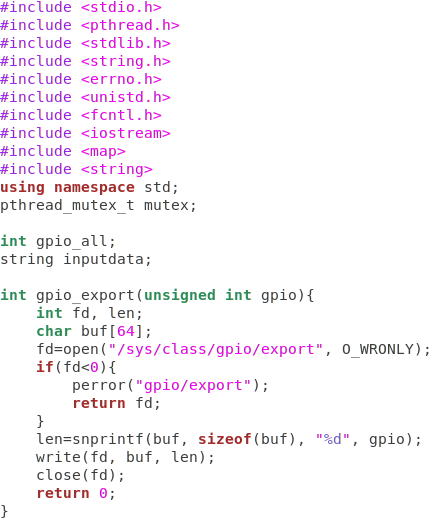 #include <stdio.h>
#include <pthread.h>
#include <stdlib.h>
#include <string.h>
#include <errno.h>
#include <unistd.h>
#include <fcntl.h>
#include <iostream>
#include <map>
#include <string>
using namespace std;
pthread_mutex_t mutex;

int gpio_all;
string inputdata;

int gpio_export(unsigned int gpio){
    int fd, len;
    char buf[64];
    fd=open("/sys/class/gpio/export", O_WRONLY);
    if(fd<0){
        perror("gpio/export");
        return fd;
    }
    len=snprintf(buf, sizeof(buf), "%d", gpio);
    write(fd, buf, len);
    close(fd);
    return 0;
}